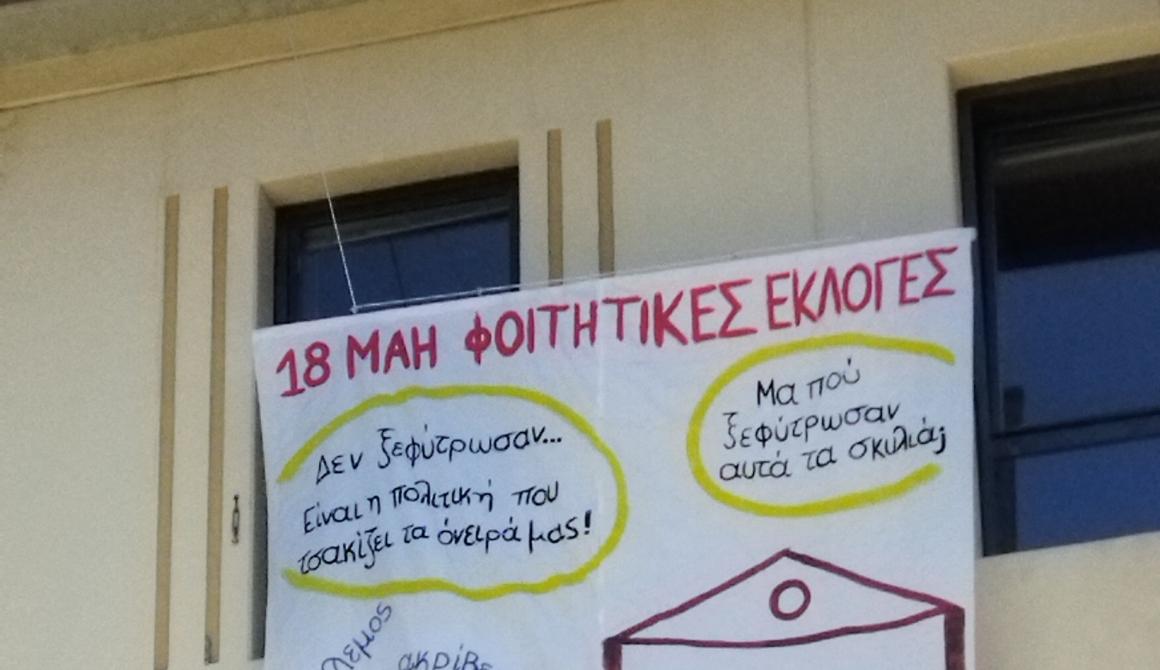 18 ΜΑΗ ΦΟΙΤΗΤΙΚΕΣ ΕΚΛΟΓΕΣ
Μα πού
ξεφύτρωσαν
αυτά τα σκυλιά;
Δεν ξεφύτρωσαν...
Είναι η πολιτική που
τσακίζει τα όνειρά μας!